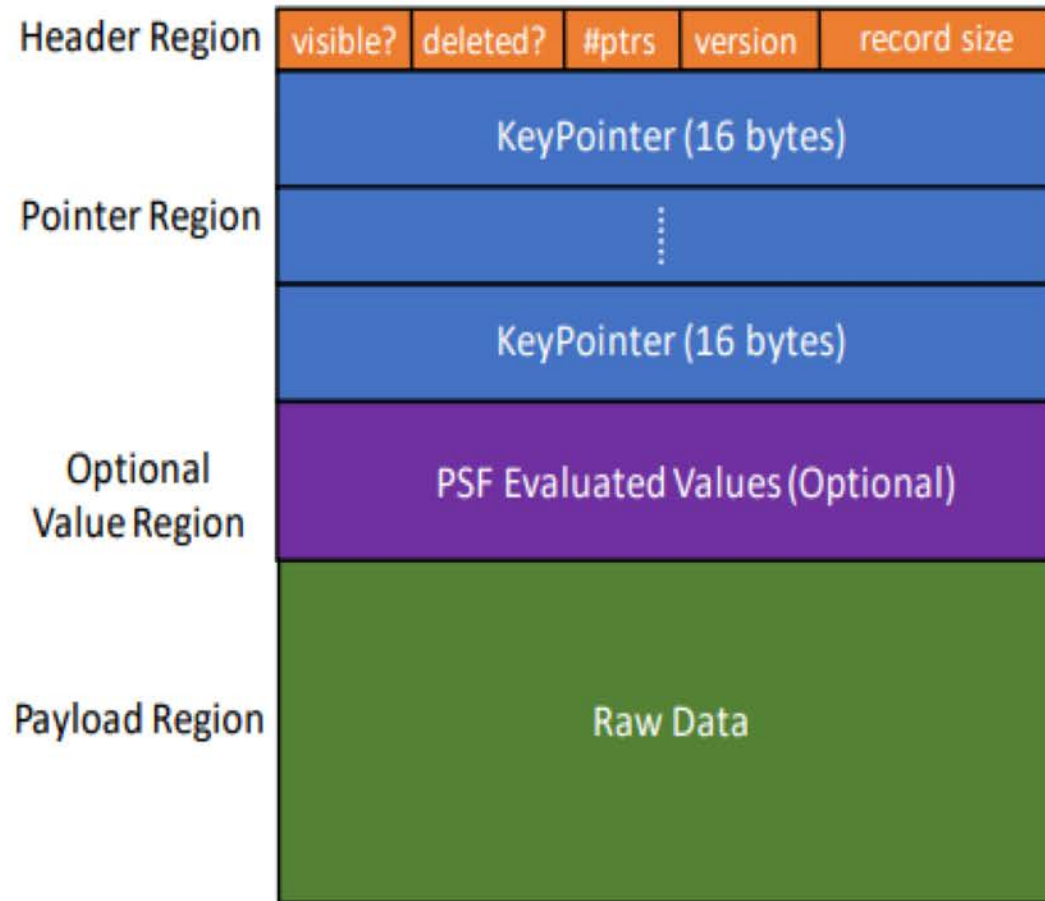 Header Region visible? deleted? #ptrs version record size
KeyPointer (16 bytes)
Pointer Region
KeyPointer (16 bytes)
Optional
Value Region
PSF Evaluated Values (Optional)
Payload Region Raw Data